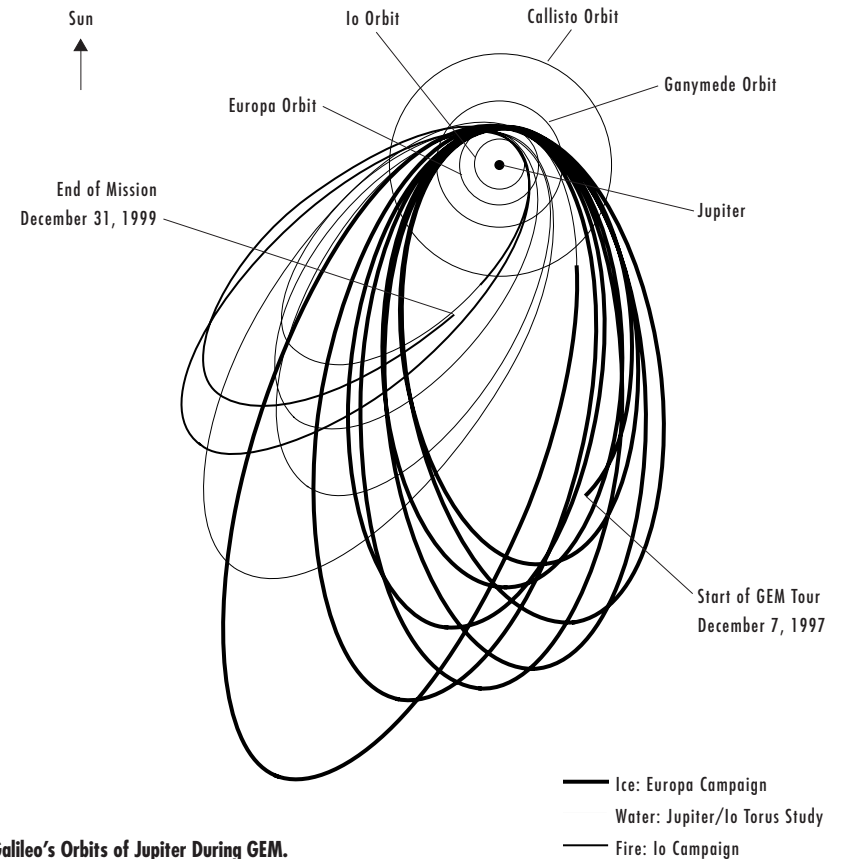 Sun
Io Orbit
Callisto Orbit
Ganymede Orbit
Europa Orbit
End of Mission
December 31, 1999
Jupiter
Start of GEM Tour
December 7, 1997
Ice: Europa Campaign
Water: Jupiter/Io Torus Study
Fire: Io Campaign
Galileo's Orbits of Jupiter During GEM.